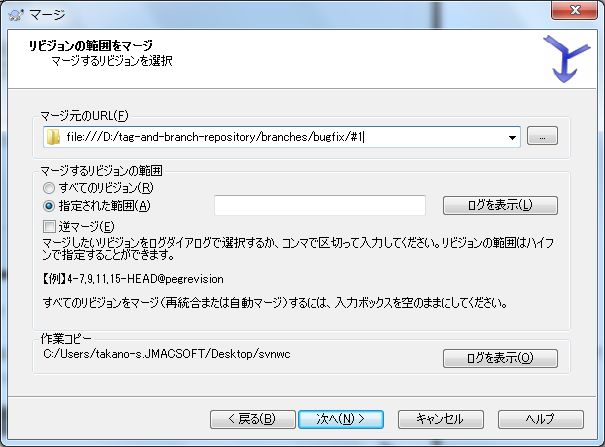 マージ
リビジョンの範囲をマージ
マージするリビジョンを選択
マージ元のURL(F)
file:///D:/tag-and-branch-repository/branches/bugfix/#1
...
マージするリビジョンの範囲
すべてのリビジョン(R)
指定された範囲(A)
ログを表示(L)
逆マージ(E)
マージしたいリビジョンをログダイアログで選択するか、コンマで区切って入力してください。リビジョンの範囲はハイフ
ンで指定することができます。
【例】4-7,9,11,15-HEAD@pegrevision
すべてのリビジョンをマージ(再統合または自動マージ)するには、入力ボックスを空のままにしてください。
作業コピー
C:/Users/takano-s.JMACSOFT/Desktop/svnwc
ログを表示(O)
< 戻る(B)
次へ(N) >
キャンセル
ヘルプ